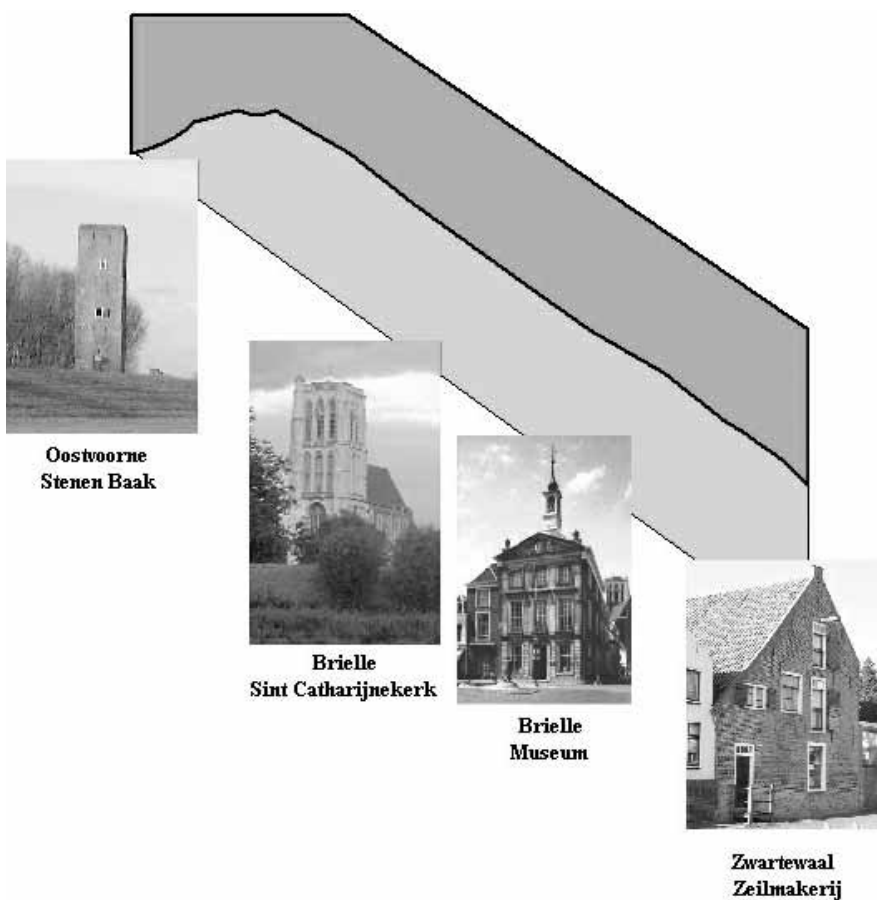 Oostvoorne
Stenen Baak
Brielle
Sint Catharijnekerk
Brielle
Museum
Zwartewaal
Zeilmakerij